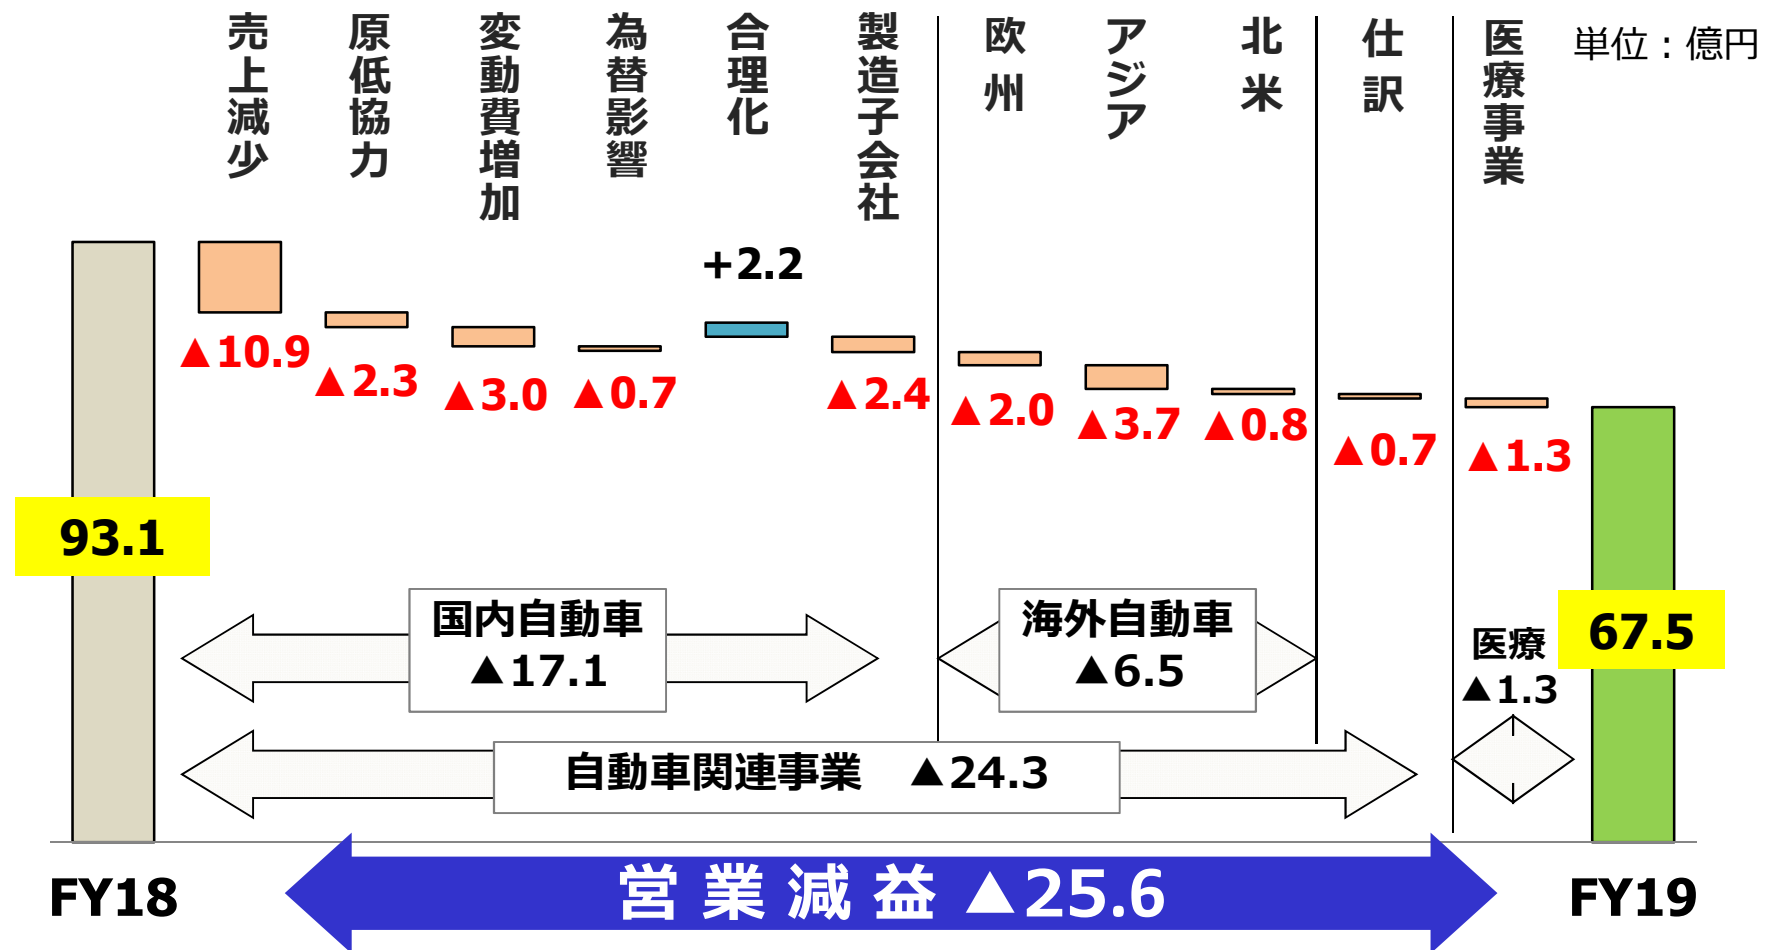 売上減少
原低協力
変動費増加
為替影響
合理化
製造子会社
欧州
アジア
北米
仕訳
医療事業
単位：億円
+2.2
▲10.9
▲2.3
▲3.0
▲0.7
▲2.4
▲2.0
▲3.7
▲0.8
▲0.7
▲1.3
93.1
67.5
国内自動車
▲17.1
海外自動車
▲6.5
医療
▲1.3
自動車関連事業　▲24.3
FY18
営業減益 ▲25.6
FY19